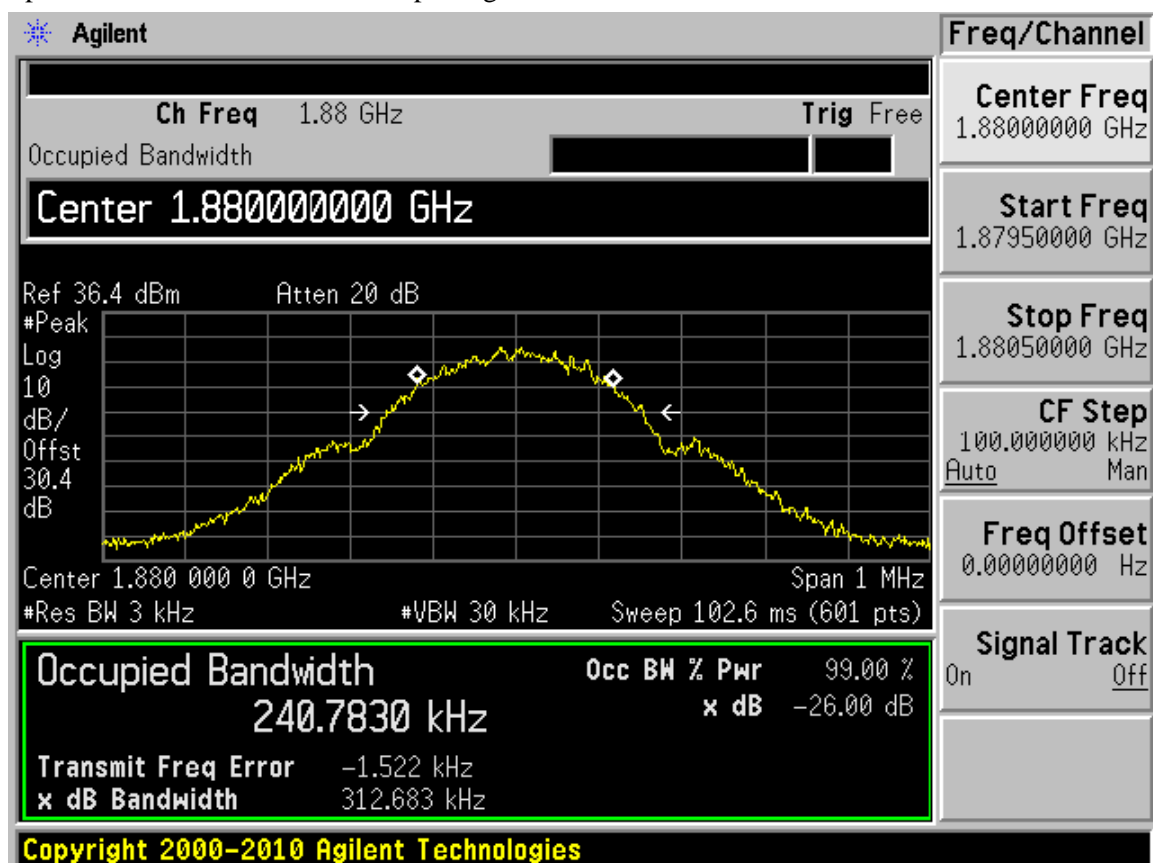 Agilent
Freq/Channel
Ch Freq 1.88 GHz Trig Free
Occupied Bandwidth
Center 1.880000000 GHz
Ref 36.4 dBm Atten 20 dB
#Peak
Log
10
dB/
Offst
30.4
dB
Center 1.880 000 0 GHz Span 1 MHz
#Res BW 3 kHz #VBW 30 kHz Sweep 102.6 ms (601 pts)
Occupied Bandwidth Occ BW % Pwr 99.00 %
240.7830 kHz x dB -26.00 dB
Transmit Freq Error -1.522 kHz
x dB Bandwidth 312.683 kHz
Center Freq
1.88000000 GHz
Start Freq
1.87950000 GHz
Stop Freq
1.88050000 GHz
CF Step
100.000000 kHz
Auto Man
Freq Offset
0.00000000 Hz
Signal Track
On Off
Copyright 2000-2010 Agilent Technologies